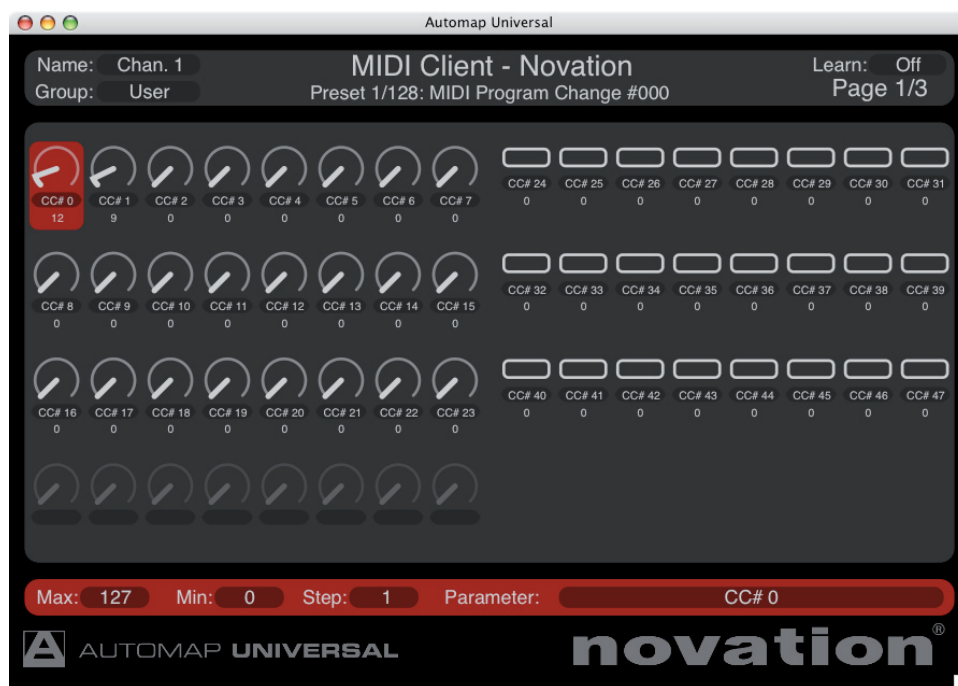 Automap Universal
Name: Chan. 1 MIDI Client - Novation Learn: Off
Group: User Preset 1/128: MIDI Program Change #000 Page 1/3
CC# 0 CC# 1 CC# 2 CC# 3 CC# 4 CC# 5 CC# 6 CC# 7 CC# 24 CC# 25 CC# 26 CC# 27 CC# 28 CC# 29 CC# 30 CC# 31
12 9 0 0 0 0 0 0 0 0 0 0 0 0 0 0
CC# 8 CC# 9 CC# 10 CC# 11 CC# 12 CC# 13 CC# 14 CC# 15 CC# 32 CC# 33 CC# 34 CC# 35 CC# 36 CC# 37 CC# 38 CC# 39
0 0 0 0 0 0 0 0 0 0 0 0 0 0 0 0
CC# 16 CC# 17 CC# 18 CC# 19 CC# 20 CC# 21 CC# 22 CC# 23 CC# 40 CC# 41 CC# 42 CC# 43 CC# 44 CC# 45 CC# 46 CC# 47
0 0 0 0 0 0 0 0 0 0 0 0 0 0 0 0
Max: 127 Min: 0 Step: 1 Parameter: CC# 0
A AUTOMAP UNIVERSAL novation®